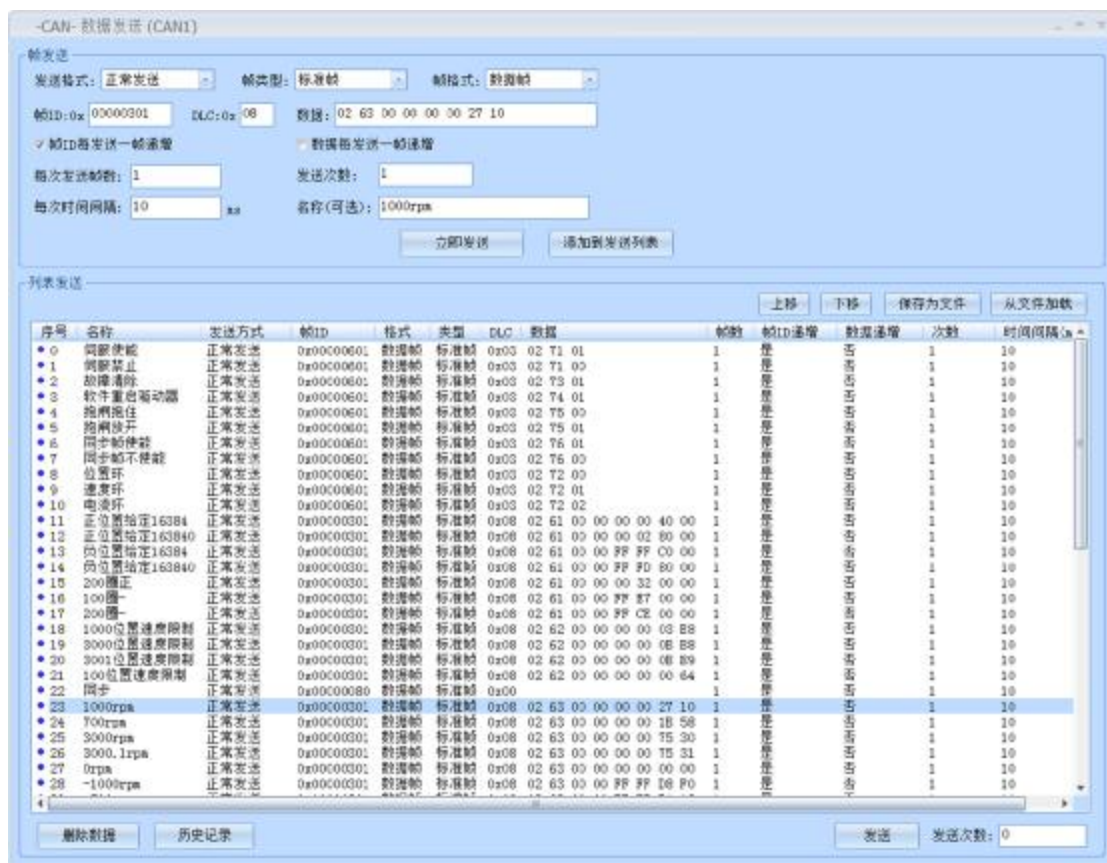 -CAN- 数据发送 (CAN1)
帧发送
发送格式: 正常发送 帧类型: 标准帧 帧格式: 数据帧
帧ID:0x 00000301 DLC:0x 08 数据: 02 63 00 00 00 00 27 10
帧ID每发送一帧递增 数据每发送一帧递增
每次发送帧数: 1 发送次数: 1
每次时间间隔: 10 ms 名称(可选): 1000rpm
立即发送 添加到发送列表
列表发送
上移 下移 保存为文件 从文件加载
序号 名称 发送方式 帧ID 格式 类型 DLC 数据 帧数 帧ID递增 数据递增 次数 时间间隔(m
0 伺服使能 正常发送 0x00000601 数据帧 标准帧 0x03 02 71 01 1 是 否 1 10
1 伺服禁止 正常发送 0x00000601 数据帧 标准帧 0x03 02 71 00 1 是 否 1 10
2 故障清除 正常发送 0x00000601 数据帧 标准帧 0x03 02 73 01 1 是 否 1 10
3 软件重启驱动器 正常发送 0x00000601 数据帧 标准帧 0x03 02 74 01 1 是 否 1 10
4 抱闸抱住 正常发送 0x00000601 数据帧 标准帧 0x03 02 75 00 1 是 否 1 10
5 抱闸放开 正常发送 0x00000601 数据帧 标准帧 0x03 02 75 01 1 是 否 1 10
6 同步帧使能 正常发送 0x00000601 数据帧 标准帧 0x03 02 76 01 1 是 否 1 10
7 同步帧不使能 正常发送 0x00000601 数据帧 标准帧 0x03 02 76 00 1 是 否 1 10
8 位置环 正常发送 0x00000601 数据帧 标准帧 0x03 02 72 00 1 是 否 1 10
9 速度环 正常发送 0x00000601 数据帧 标准帧 0x03 02 72 01 1 是 否 1 10
10 电流环 正常发送 0x00000601 数据帧 标准帧 0x03 02 72 02 1 是 否 1 10
11 正位置给定16384 正常发送 0x00000301 数据帧 标准帧 0x08 02 61 00 00 00 00 40 00 1 是 否 1 10
12 正位置给定163840 正常发送 0x00000301 数据帧 标准帧 0x08 02 61 00 00 00 02 80 00 1 是 否 1 10
13 负位置给定16384 正常发送 0x00000301 数据帧 标准帧 0x08 02 61 00 00 FF FF C0 00 1 是 否 1 10
14 负位置给定163840 正常发送 0x00000301 数据帧 标准帧 0x08 02 61 00 00 FF FD 80 00 1 是 否 1 10
15 200圈正 正常发送 0x00000301 数据帧 标准帧 0x08 02 61 00 00 00 32 00 00 1 是 否 1 10
16 100圈- 正常发送 0x00000301 数据帧 标准帧 0x08 02 61 00 00 FF E7 00 00 1 是 否 1 10
17 200圈- 正常发送 0x00000301 数据帧 标准帧 0x08 02 61 00 00 FF CE 00 00 1 是 否 1 10
18 1000位置速度限制 正常发送 0x00000301 数据帧 标准帧 0x08 02 62 00 00 00 00 03 E8 1 是 否 1 10
19 3000位置速度限制 正常发送 0x00000301 数据帧 标准帧 0x08 02 62 00 00 00 00 0B B8 1 是 否 1 10
20 3001位置速度限制 正常发送 0x00000301 数据帧 标准帧 0x08 02 62 00 00 00 00 0B B9 1 是 否 1 10
21 100位置速度限制 正常发送 0x00000301 数据帧 标准帧 0x08 02 62 00 00 00 00 00 64 1 是 否 1 10
22 同步 正常发送 0x00000080 数据帧 标准帧 0x00 1 是 否 1 10
23 1000rpm 正常发送 0x00000301 数据帧 标准帧 0x08 02 63 00 00 00 00 27 10 1 是 否 1 10
24 700rpm 正常发送 0x00000301 数据帧 标准帧 0x08 02 63 00 00 00 00 1B 58 1 是 否 1 10
25 3000rpm 正常发送 0x00000301 数据帧 标准帧 0x08 02 63 00 00 00 00 75 30 1 是 否 1 10
26 3000.1rpm 正常发送 0x00000301 数据帧 标准帧 0x08 02 63 00 00 00 00 75 31 1 是 否 1 10
27 0rpm 正常发送 0x00000301 数据帧 标准帧 0x08 02 63 00 00 00 00 00 00 1 是 否 1 10
28 -1000rpm 正常发送 0x00000301 数据帧 标准帧 0x08 02 63 00 00 FF FF D8 F0 1 是 否 1 10
删除数据 历史记录 发送 发送次数: 0